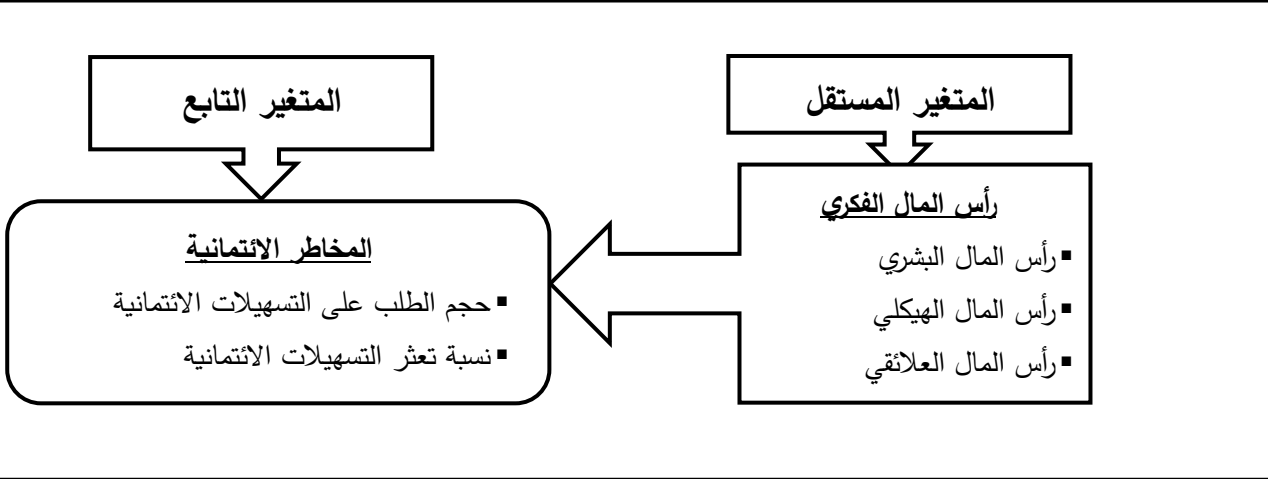 المتغير المستقل
رأس المال الفكري
▪رأس المال البشري
▪رأس المال الهيكلي
▪رأس المال العلائقي
المتغير التابع
المخاطر الائتمانية
▪حجم الطلب على التسهيلات الائتمانية
▪نسبة تعثر التسهيلات الائتمانية